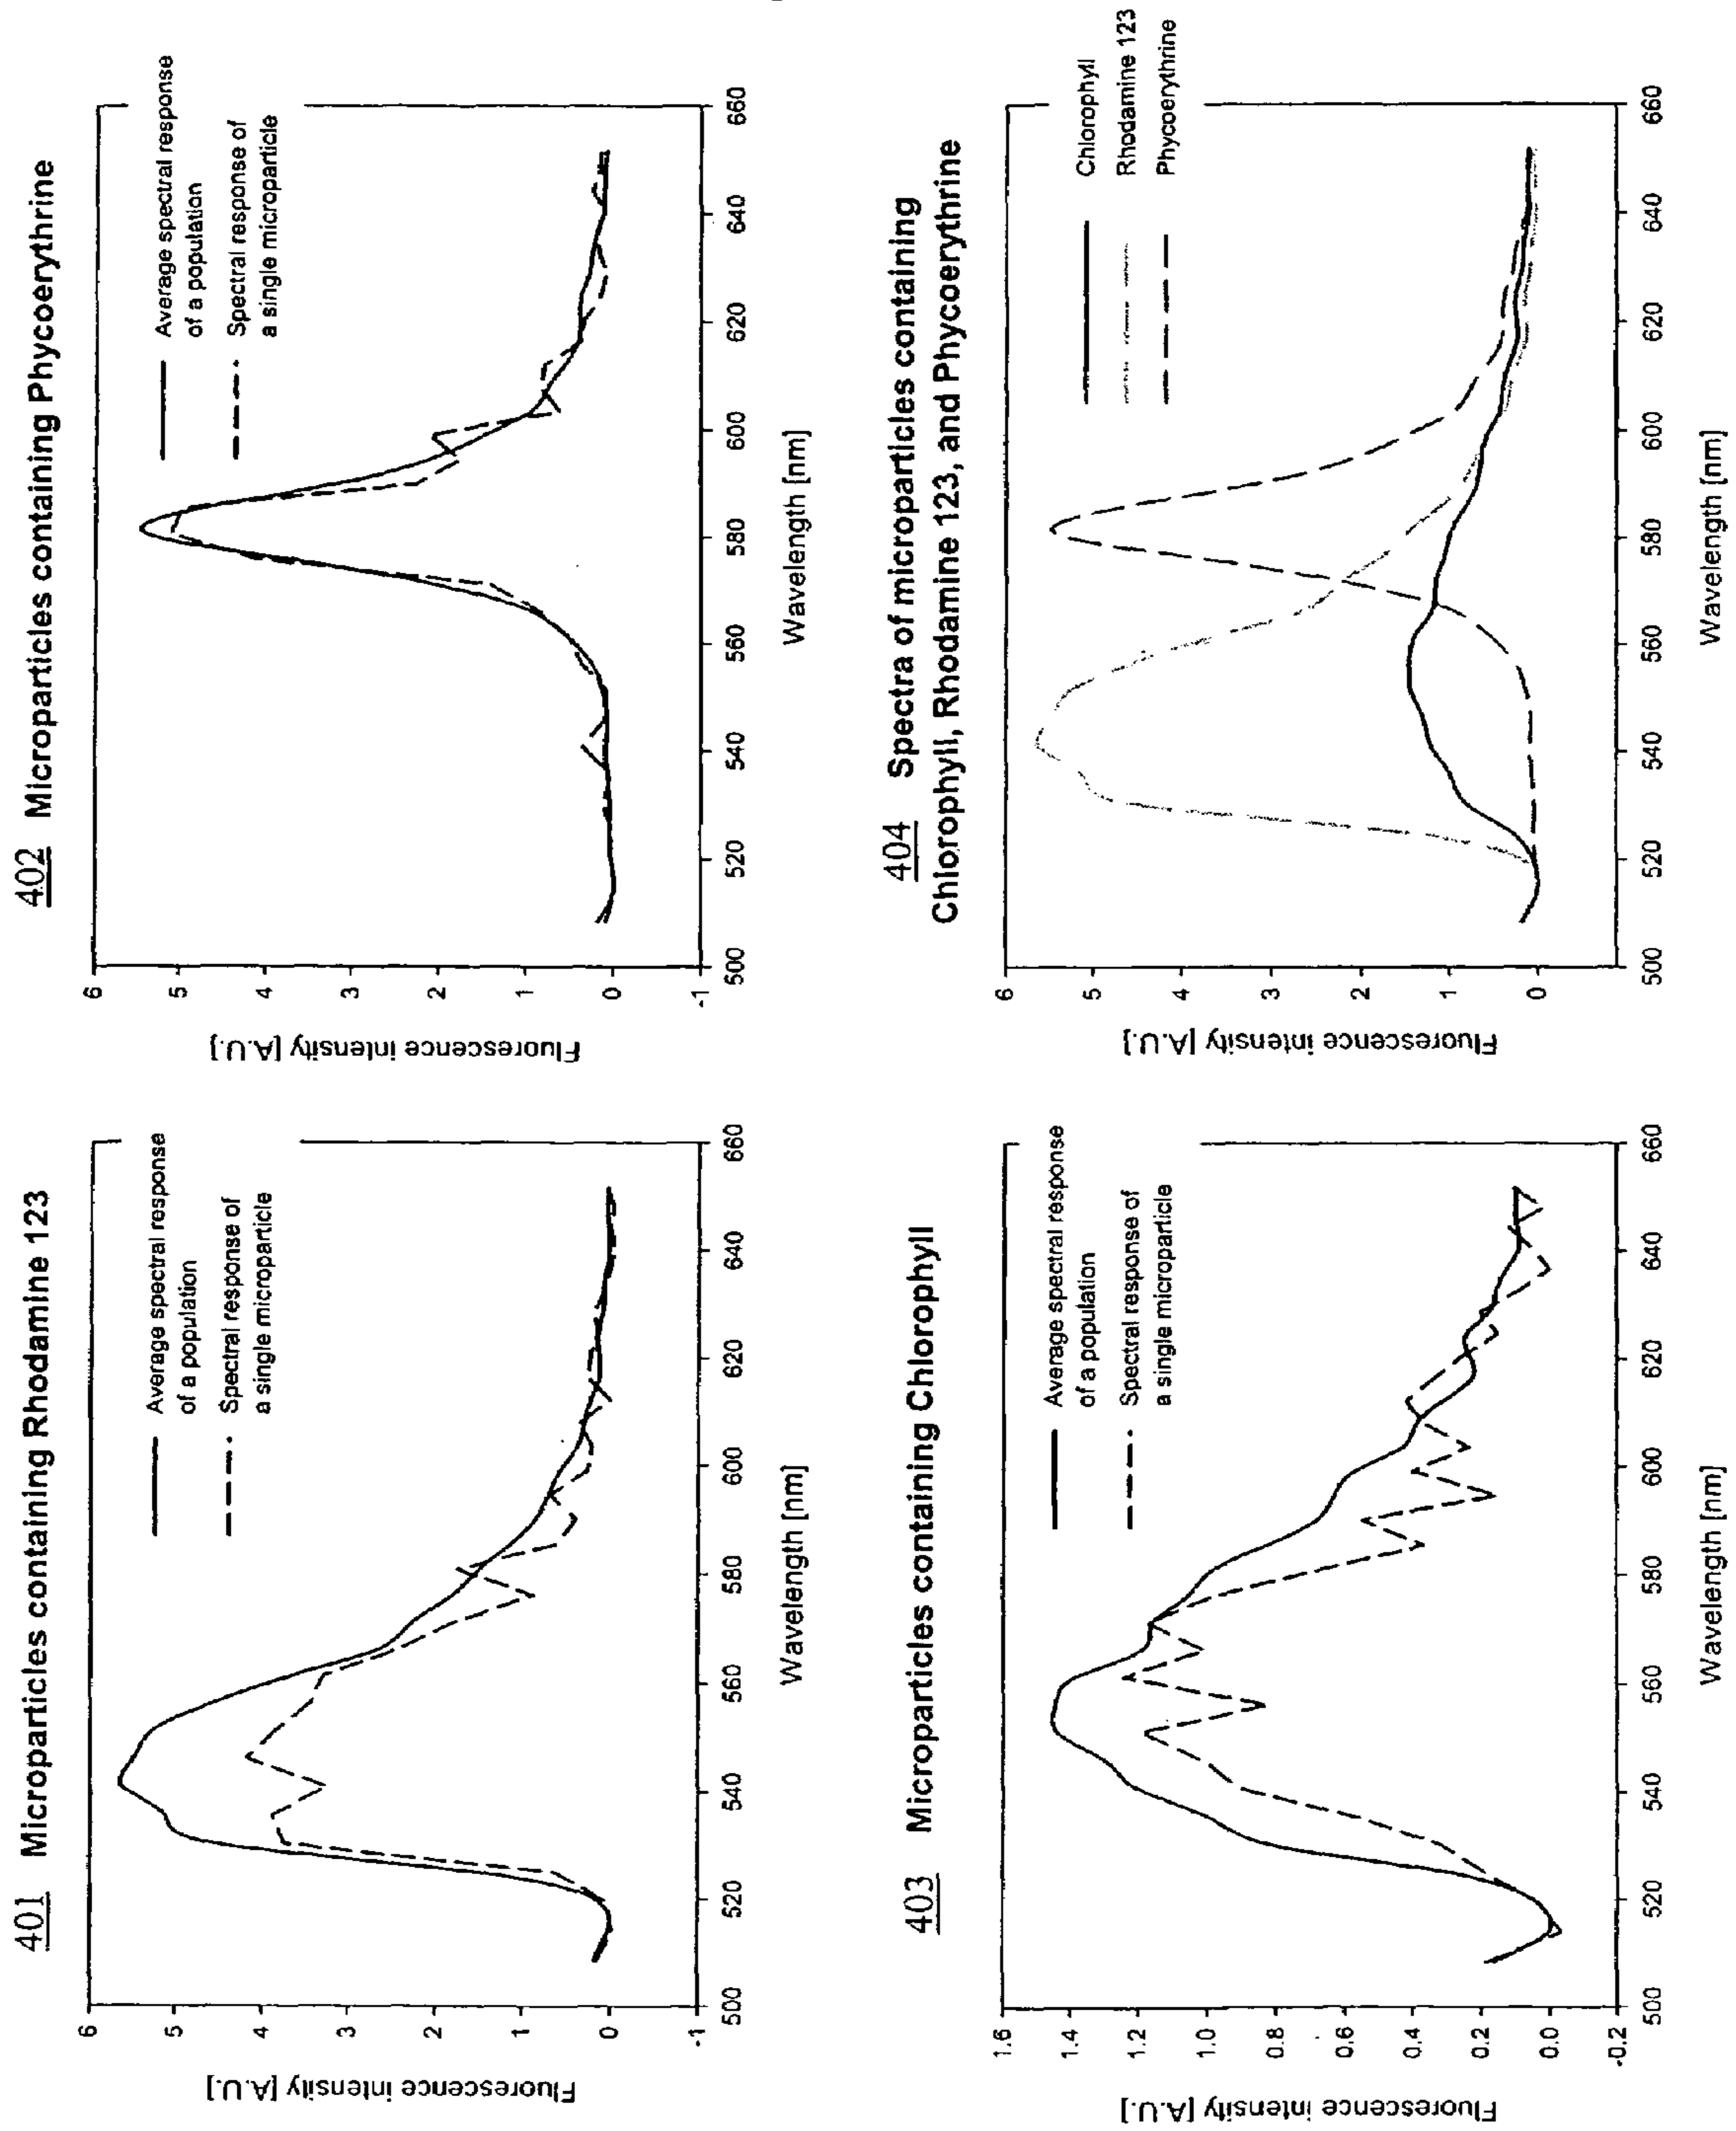 401 Microparticles containing Rhodamine 123
Fluorescence intensity [A.U.]
6
5
4
3
2
1
0
-1
Average spectral response
of a population
Spectral response of
a single microparticle
500 520 540 560 580 600 620 640 660
Wavelength [nm]
402 Microparticles containing Phycoerythrine
Fluorescence intensity [A.U.]
6
5
4
3
2
1
0
-1
Average spectral response
of a population
Spectral response of
a single microparticle
500 520 540 560 580 600 620 640 660
Wavelength [nm]
403 Microparticles containing Chlorophyll
Fluorescence intensity [A.U.]
1.6
1.4
1.2
1.0
0.8
0.6
0.4
0.2
0.0
-0.2
Average spectral response
of a population
Spectral response of
a single microparticle
500 520 540 560 580 600 620 640 660
Wavelength [nm]
404 Spectra of microparticles containing
Chlorophyll, Rhodamine 123, and Phycoerythrine
Fluorescence intensity [A.U.]
6
5
4
3
2
1
0
Chlorophyll
Rhodamine 123
Phycoerythrine
500 520 540 560 580 600 620 640 660
Wavelength [nm]